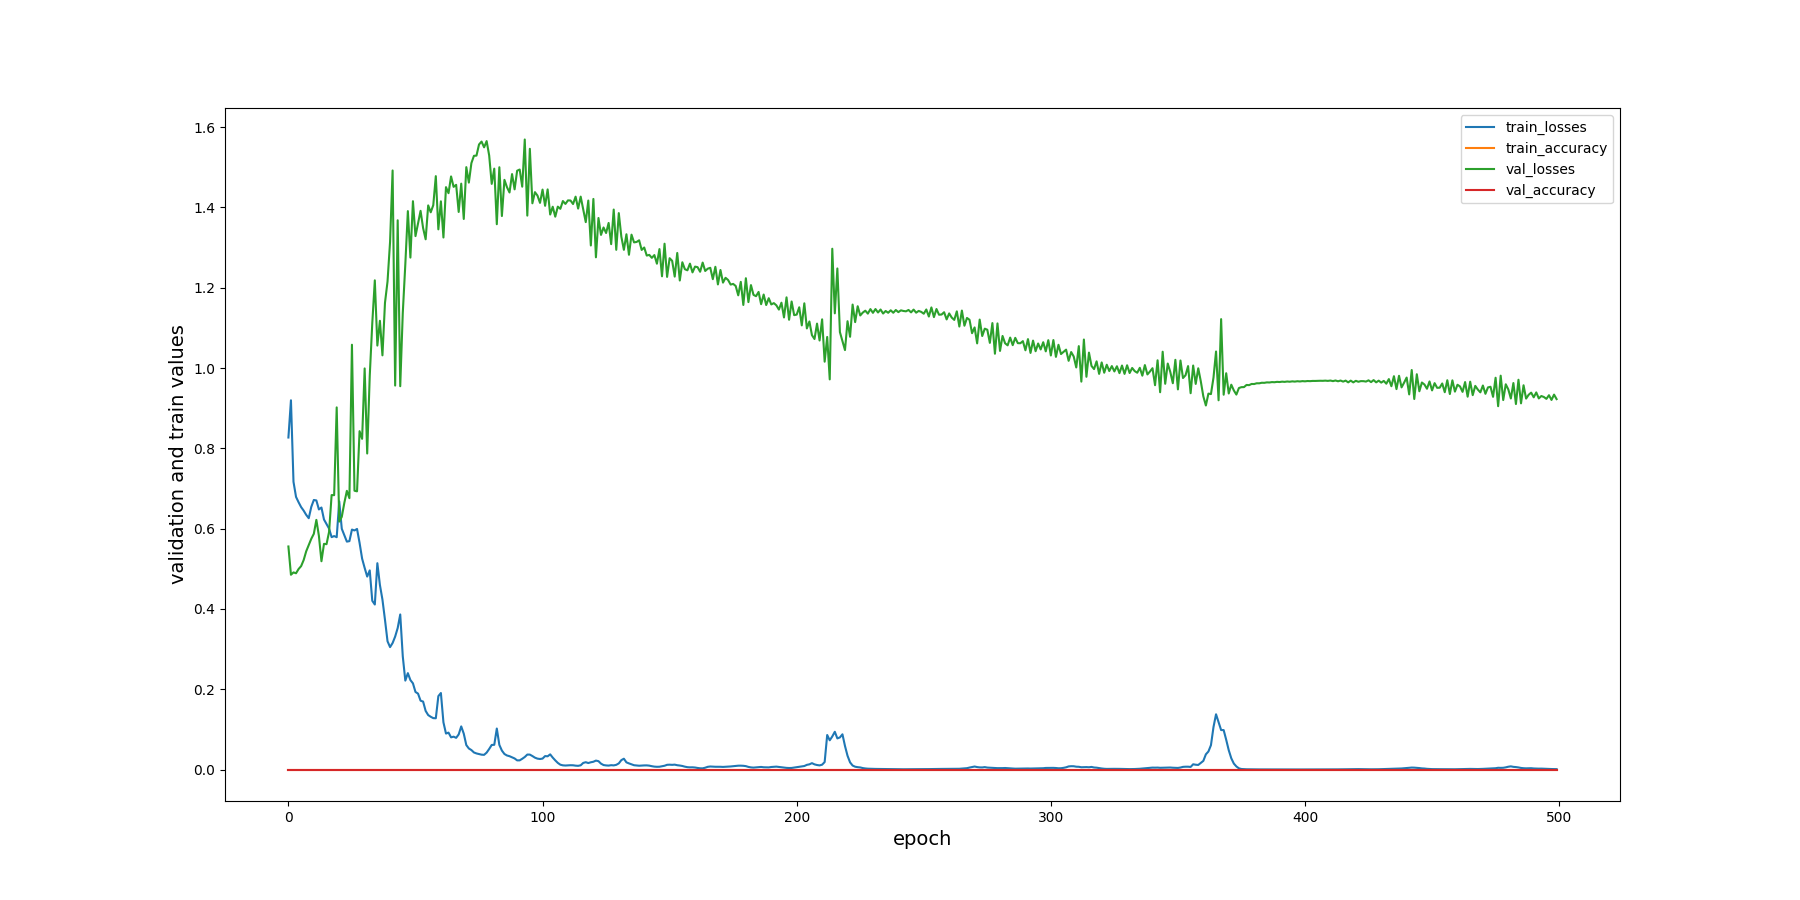 train_losses
train_accuracy
val_losses
val_accuracy
validation and train values
1.6
1.4
1.2
1.0
0.8
0.6
0.4
0.2
0.0
0 100 200 300 400 500
epoch